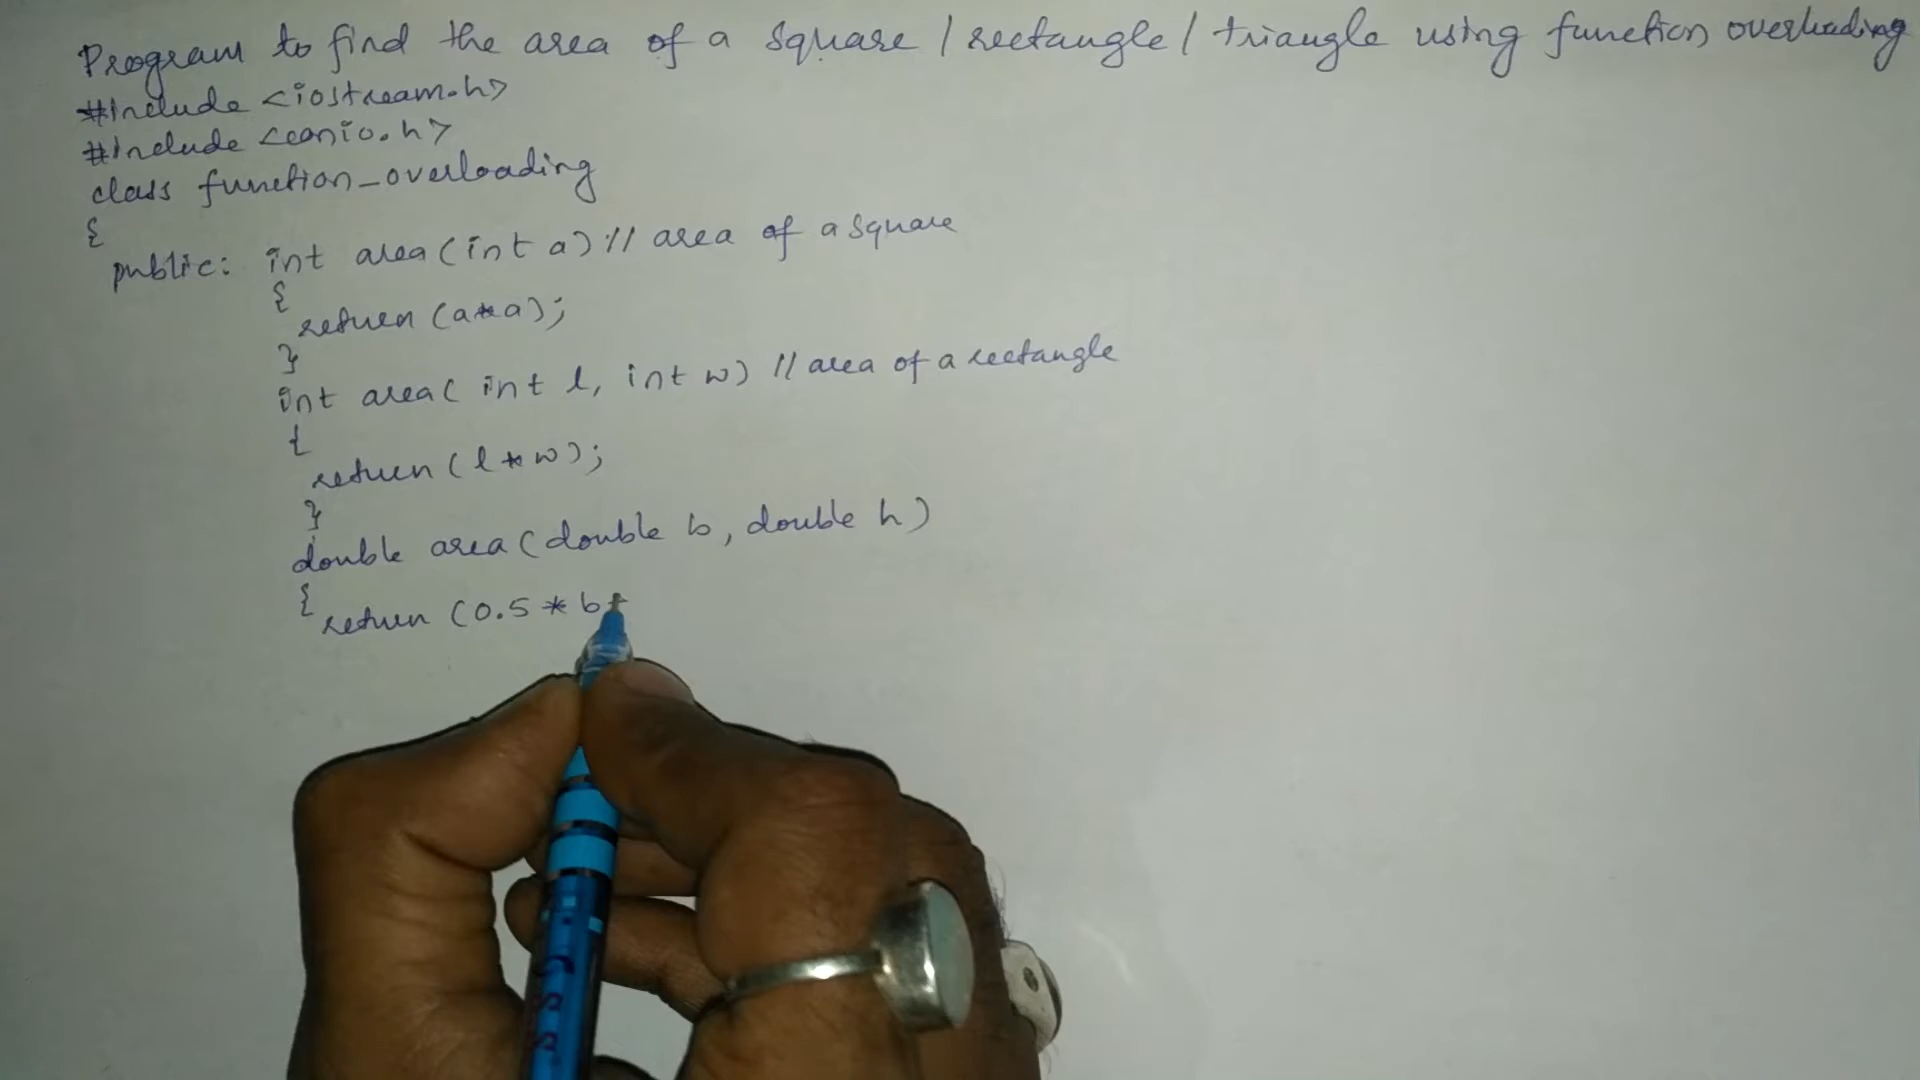 Program to find the area of a square / rectangle / triangle using function overloading
#include <iostream.h>
#include <conio.h>
class function_overloading
{
public: int area(int a) // area of a square
{
return (a*a);
}
int area( int l, int w) // area of a rectangle
{
return (l*w);
}
double area (double b, double h)
{ return (0.5 * b*